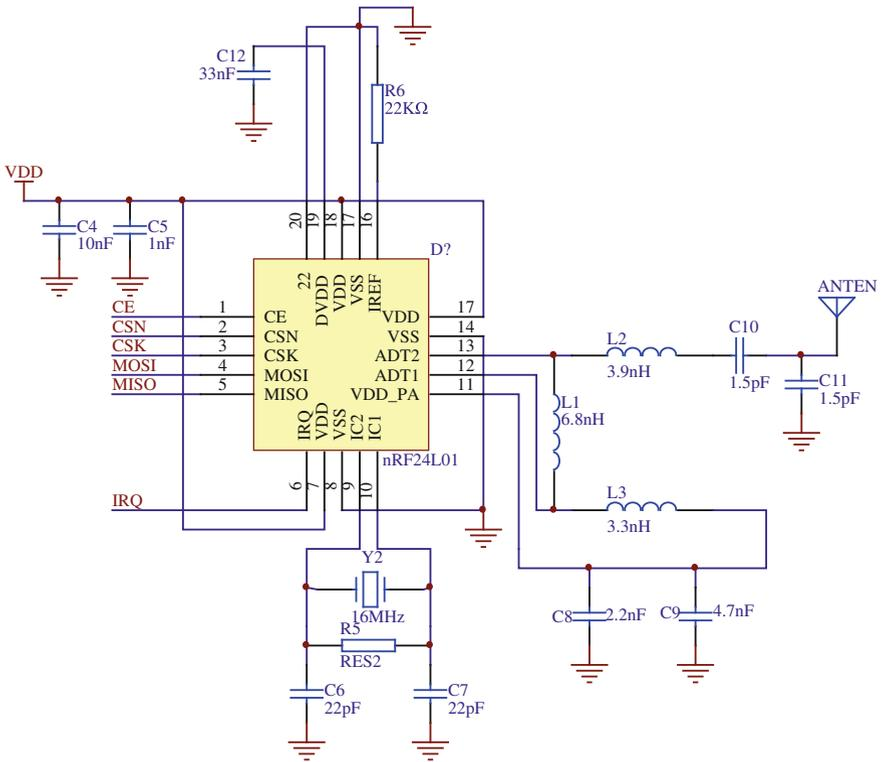 C12
33nF
R6
22KΩ
VDD
C4
10nF
C5
1nF
20
19
18
17
16
D?
22
DVDD
VDD
VSS
IREF
CE
1
CE
CSN
2
CSN
CSK
3
CSK
MOSI
4
MOSI
MISO
5
MISO
VDD
17
VSS
14
ADT2
13
ADT1
12
VDD_PA
11
IRQ
VDD
VSS
IC2
IC1
nRF24L01
6
7
8
9
10
IRQ
L2
3.9nH
C10
1.5pF
ANTEN
C11
1.5pF
L1
6.8nH
L3
3.3nH
Y2
16MHz
R5
RES2
C6
22pF
C7
22pF
C8
2.2nF
C9
4.7nF